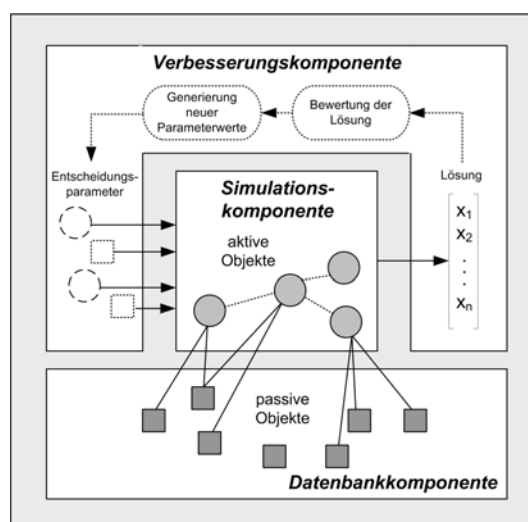 Verbesserungskomponente
Generierung
neuer
Parameterwerte
Bewertung der
Lösung
Entscheidungs-
parameter
Lösung
Simulations-
komponente
aktive
Objekte
x1
x2
.
.
.
xn
passive
Objekte
Datenbankkomponente